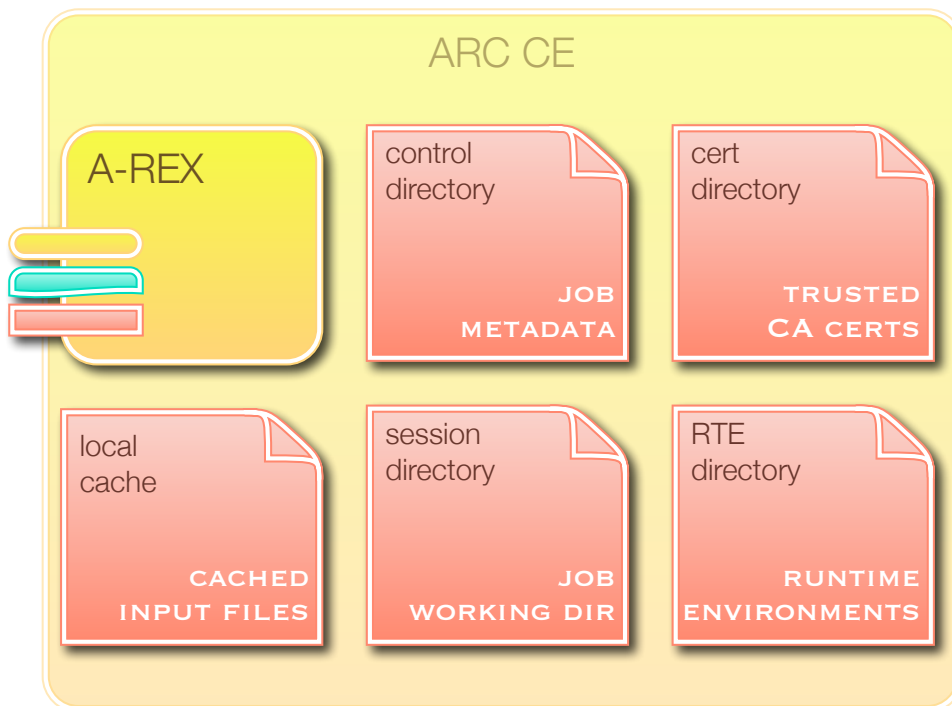 ARC CE
A-REX
control
directory
JOB
METADATA
cert
directory
TRUSTED
CA CERTS
local
cache
CACHED
INPUT FILES
session
directory
JOB
WORKING DIR
RTE
directory
RUNTIME
ENVIRONMENTS